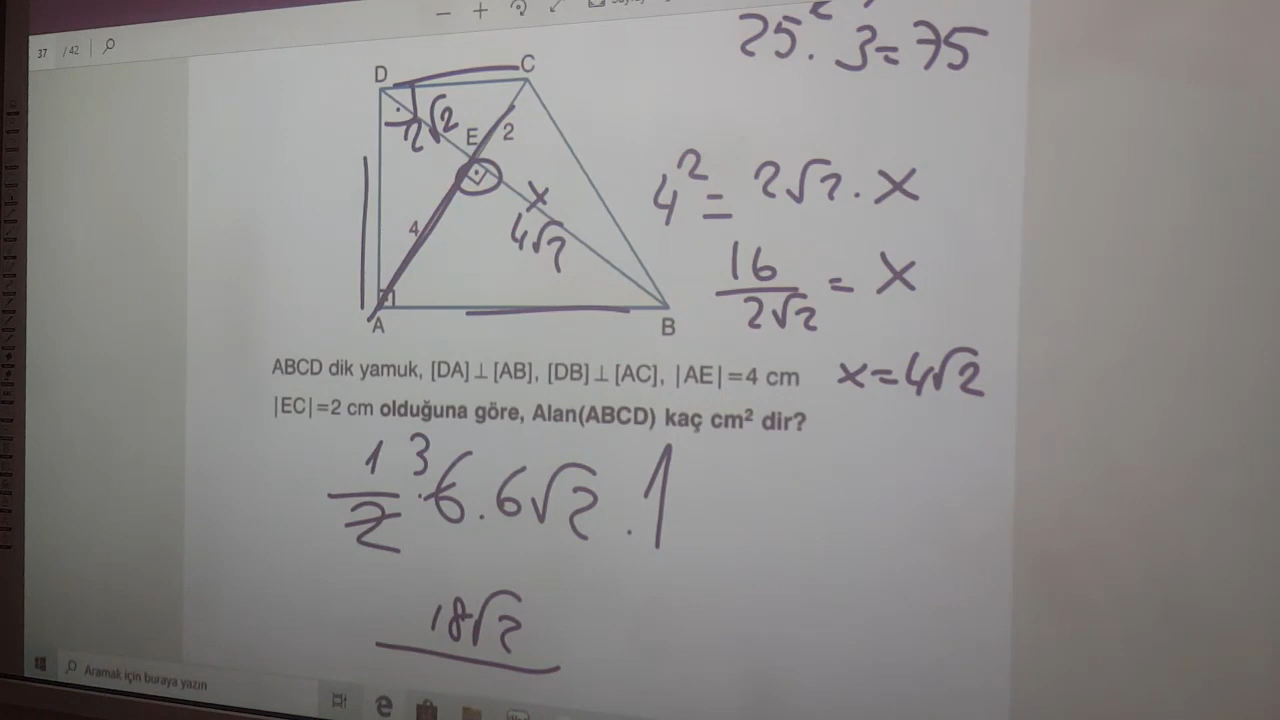 37 / 42
25. 3=75
D
C
2√2
E
2
x
4
4√2
A
B
4² = 2√2 . x
16
2√2
= x
x=4√2
ABCD dik yamuk, [DA]⊥[AB], [DB]⊥[AC], |AE|=4 cm
|EC|=2 cm olduğuna göre, Alan(ABCD) kaç cm² dir?
1 3
2 . 6 . 6√2 . 1
18√2
Aramak için buraya yazın